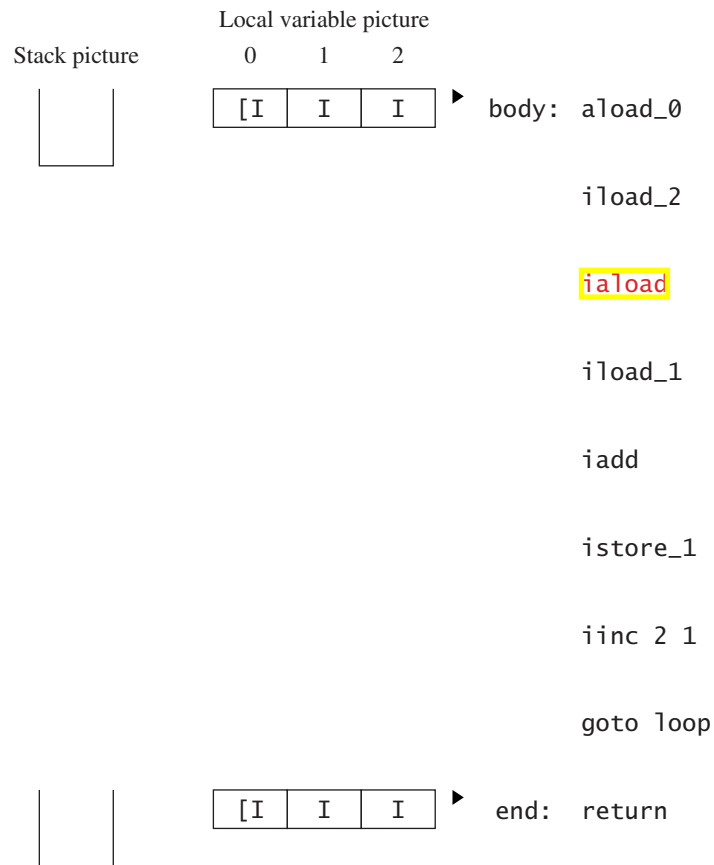 Local variable picture
Stack picture 0 1 2
[I I I body: aload_0
iload_2
iaload
iload_1
iadd
istore_1
iinc 2 1
goto loop
[I I I end: return